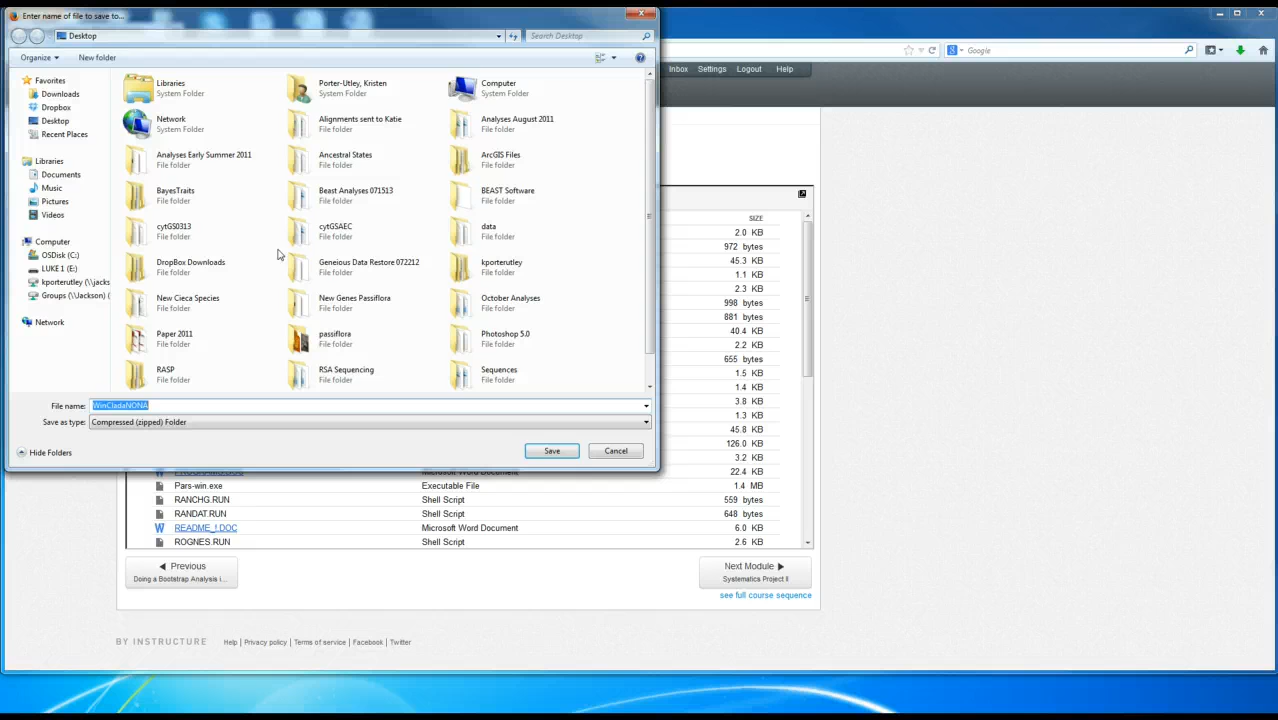 Enter name of file to save to...
Desktop
Search Desktop
Organize
New folder
Favorites
Downloads
Dropbox
Desktop
Recent Places
Libraries
Documents
Music
Pictures
Videos
Computer
OSDisk (C:)
LUKE 1 (E:)
kporterutley (\\jacks
Groups (\\Jackson) (
Network
Libraries
System Folder
Porter-Utley, Kristen
System Folder
Computer
System Folder
Network
System Folder
Alignments sent to Katie
File folder
Analyses August 2011
File folder
Analyses Early Summer 2011
File folder
Ancestral States
File folder
ArcGIS Files
File folder
BayesTraits
File folder
Beast Analyses 071513
File folder
BEAST Software
File folder
cytGS0313
File folder
cytGSAEC
File folder
data
File folder
DropBox Downloads
File folder
Geneious Data Restore 072212
File folder
kporterutley
File folder
New Cieca Species
File folder
New Genes Passiflora
File folder
October Analyses
File folder
Paper 2011
File folder
passiflora
File folder
Photoshop 5.0
File folder
RASP
File folder
RSA Sequencing
File folder
Sequences
File folder
File name: WinCladaNONA
Save as type: Compressed (zipped) Folder
Hide Folders
Save
Cancel
Google
Inbox Settings Logout Help
SIZE
2.0 KB
972 bytes
45.3 KB
1.1 KB
2.3 KB
998 bytes
881 bytes
40.4 KB
2.2 KB
655 bytes
1.5 KB
1.4 KB
3.8 KB
1.3 KB
45.8 KB
126.0 KB
3.2 KB
Microsoft Word Document 22.4 KB
Pars-win.exe Executable File 1.4 MB
RANCHG.RUN Shell Script 559 bytes
RANDAT.RUN Shell Script 648 bytes
README_!.DOC Microsoft Word Document 6.0 KB
ROGNES.RUN Shell Script 2.6 KB
Previous
Doing a Bootstrap Analysis i...
Next Module
Systematics Project II
see full course sequence
BY INSTRUCTURE
Help | Privacy policy | Terms of service | Facebook | Twitter